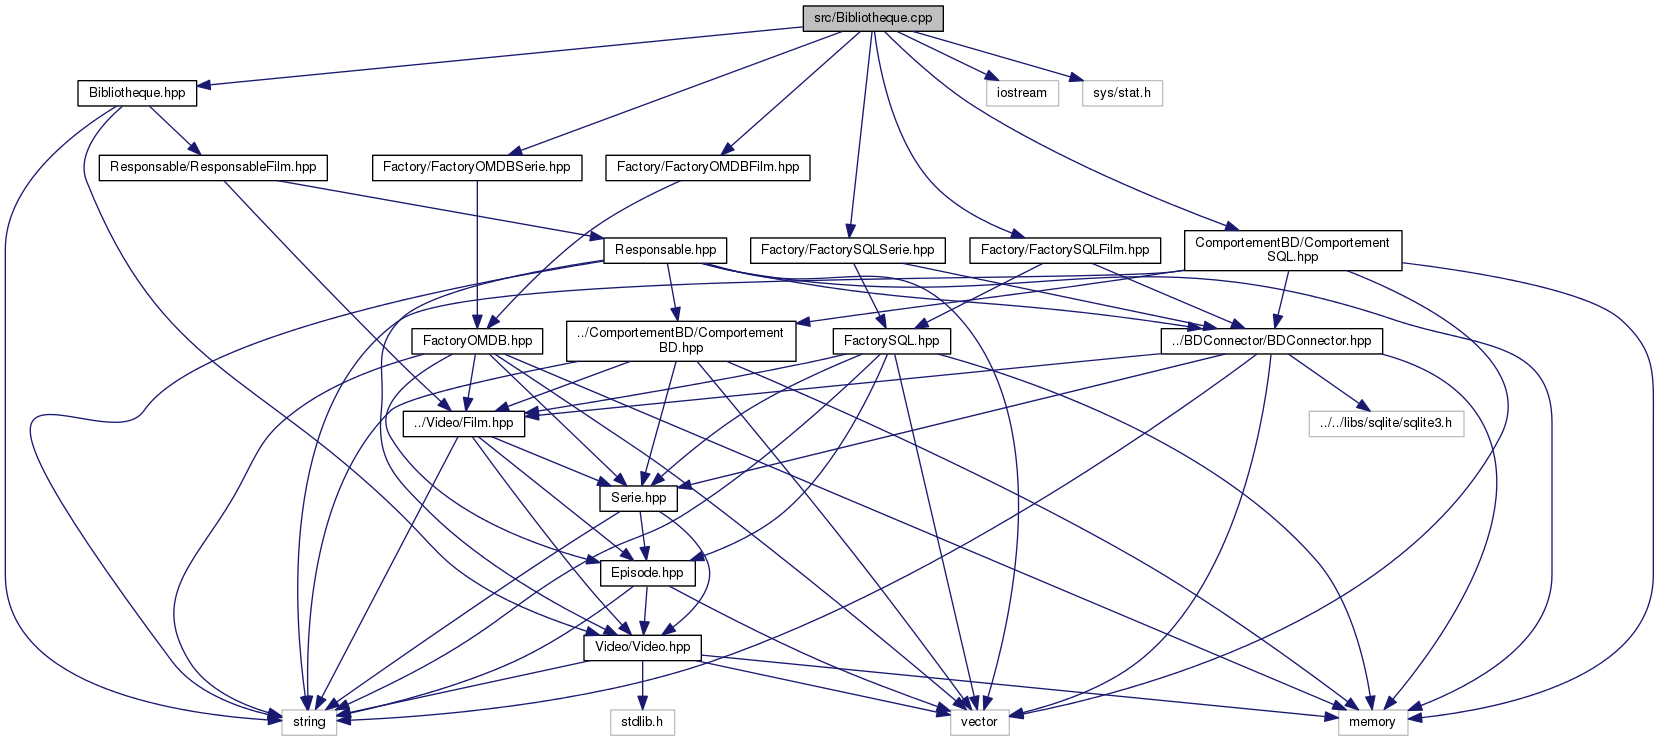 src/Bibliotheque.cpp
Bibliotheque.hpp
iostream
sys/stat.h
Responsable/ResponsableFilm.hpp
Factory/FactoryOMDBSerie.hpp
Factory/FactoryOMDBFilm.hpp
Responsable.hpp
Factory/FactorySQLSerie.hpp
Factory/FactorySQLFilm.hpp
ComportementBD/Comportement
SQL.hpp
FactoryOMDB.hpp
../ComportementBD/Comportement
BD.hpp
FactorySQL.hpp
../BDConnector/BDConnector.hpp
../Video/Film.hpp
../../libs/sqlite/sqlite3.h
Serie.hpp
Episode.hpp
Video/Video.hpp
string
stdlib.h
vector
memory